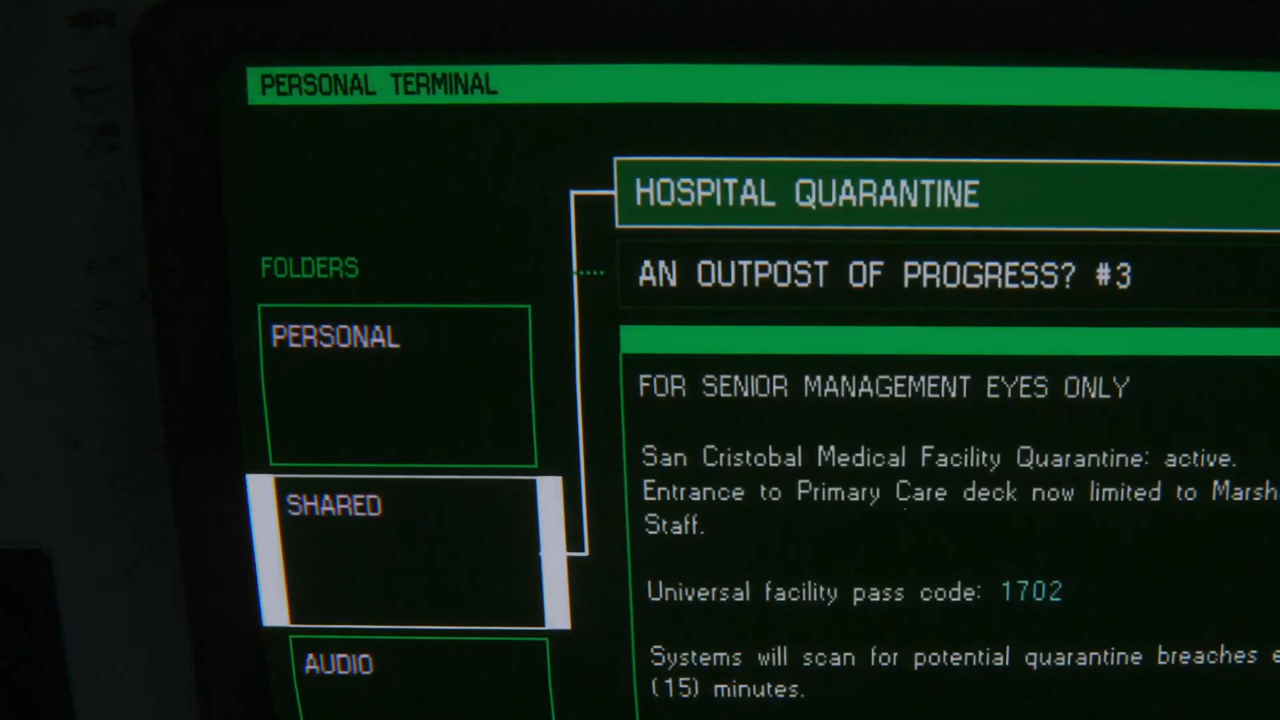 PERSONAL TERMINAL
HOSPITAL QUARANTINE
AN OUTPOST OF PROGRESS? #3
FOLDERS
PERSONAL
SHARED
AUDIO
FOR SENIOR MANAGEMENT EYES ONLY
San Cristobal Medical Facility Quarantine: active.
Entrance to Primary Care deck now limited to Marsh
Staff.
Universal facility pass code: 1702
Systems will scan for potential quarantine breaches e
(15) minutes.